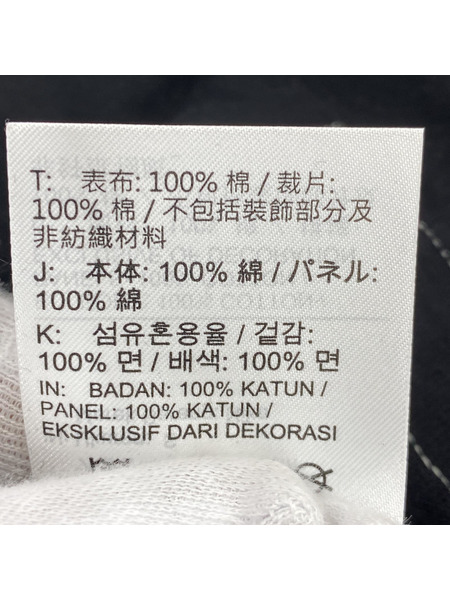 T: 表布: 100% 棉 / 裁片:
100% 棉 / 不包括裝飾部分及
非紡織材料
J: 本体: 100% 綿 / パネル:
100% 綿
K: 섬유혼용율 / 겉감:
100% 면 / 배색: 100% 면
IN: BADAN: 100% KATUN /
PANEL: 100% KATUN /
EKSKLUSIF DARI DEKORASI